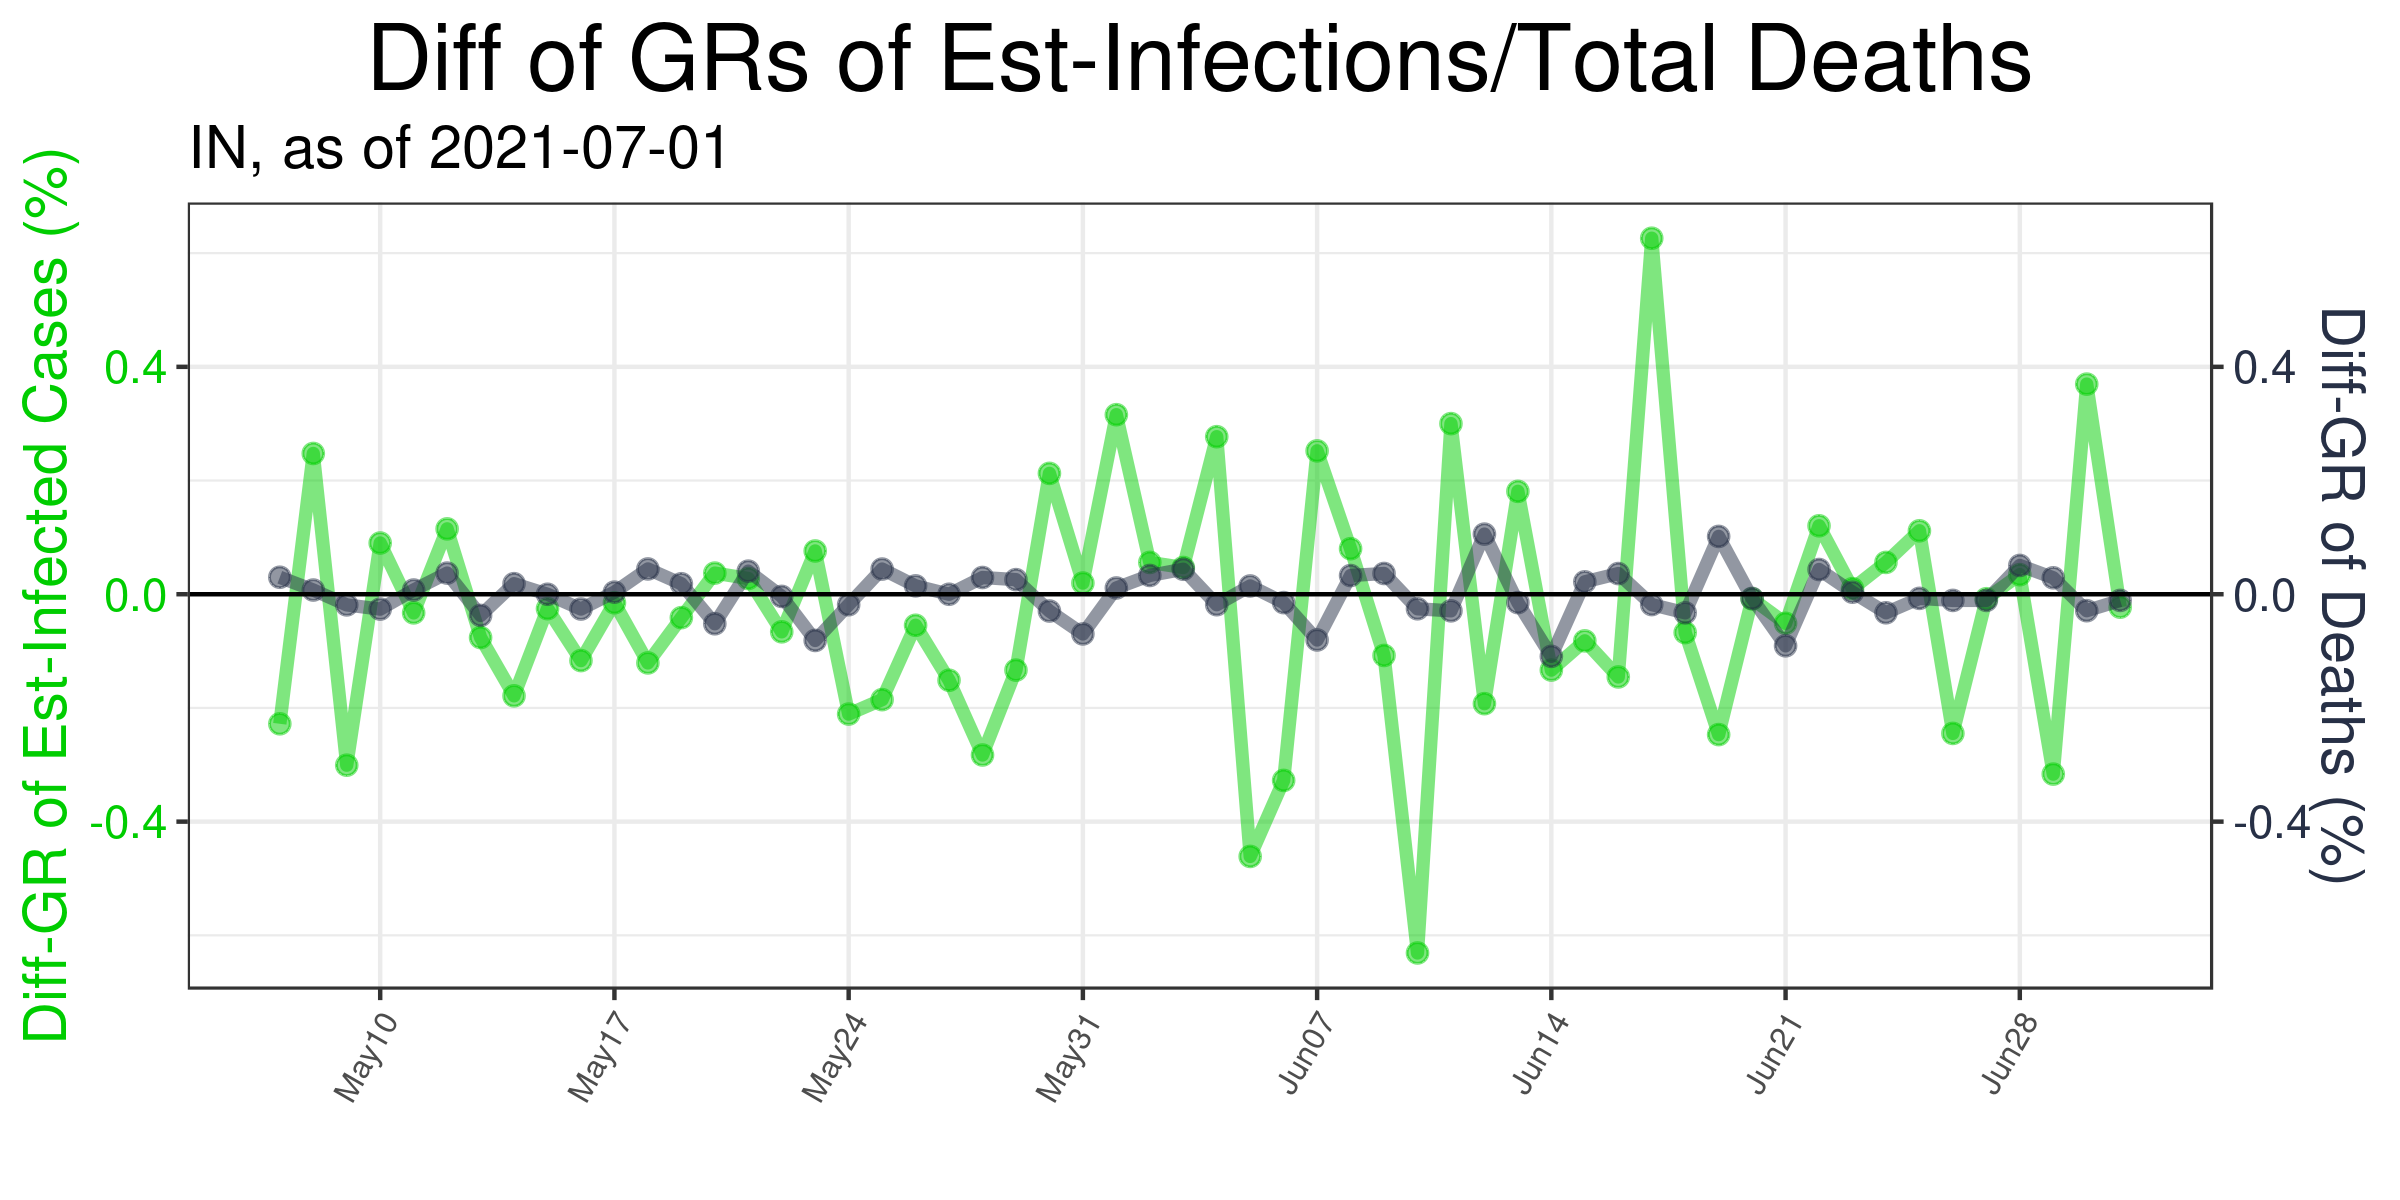 Diff of GRs of Est-Infections/Total Deaths
IN, as of 2021-07-01
Diff-GR of Est-Infected Cases (%)
0.4
0.0
-0.4
0.4
0.0
-0.4
Diff-GR of Deaths (%)
May10
May17
May24
May31
Jun07
Jun14
Jun21
Jun28